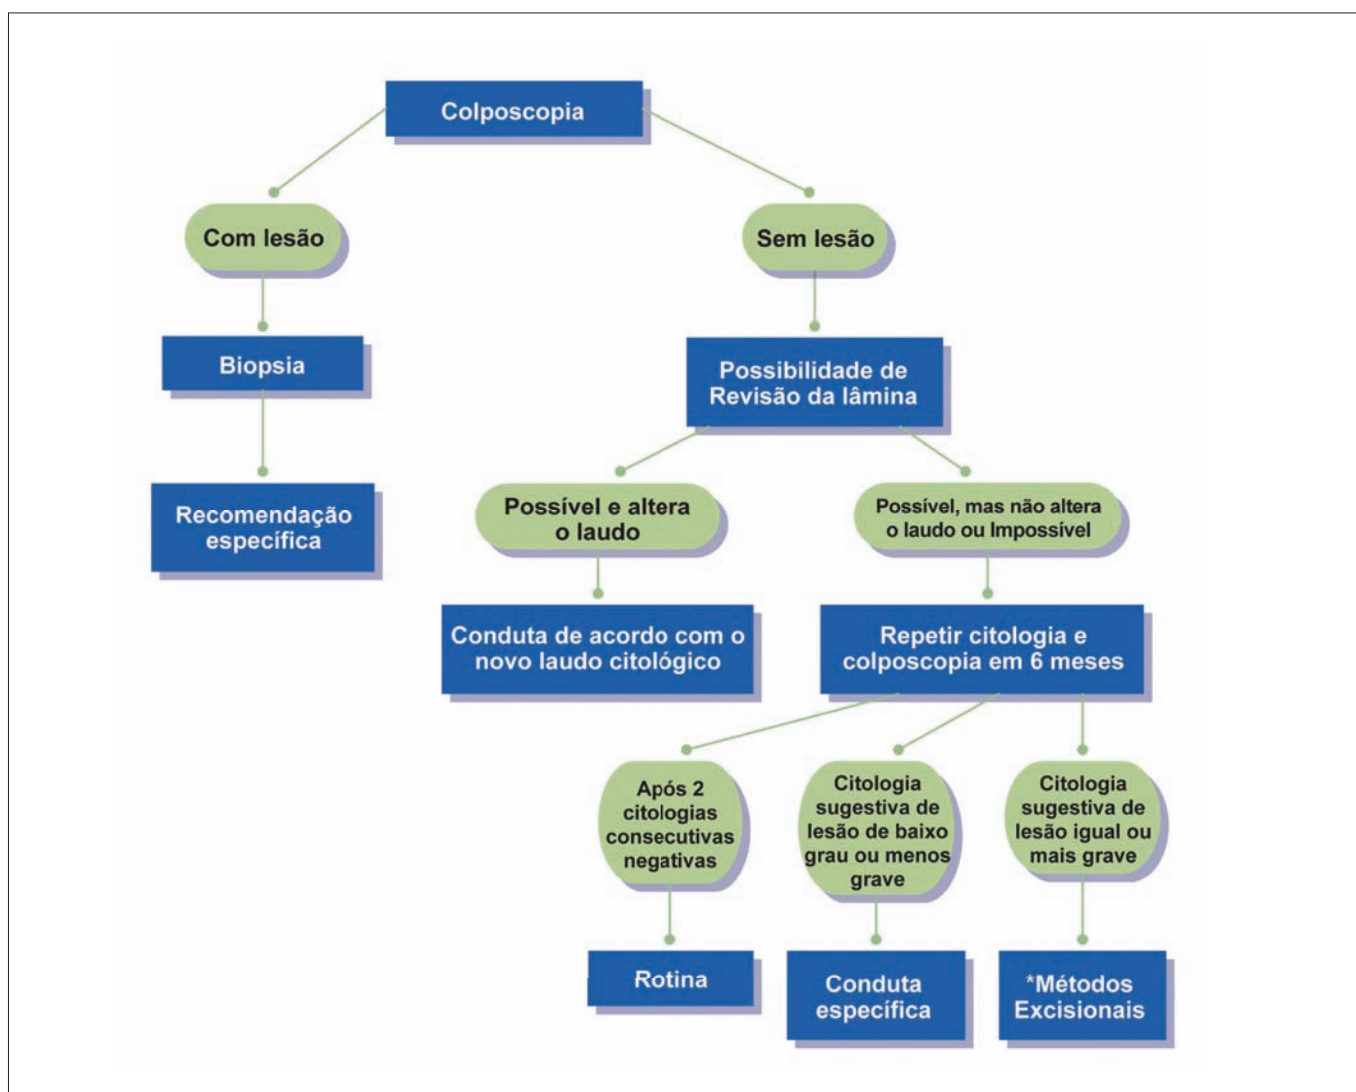 Colposcopia
Com lesão
Sem lesão
Biopsia
Possibilidade de
Revisão da lâmina
Recomendação
específica
Possível e altera
o laudo
Possível, mas não altera
o laudo ou Impossível
Conduta de acordo com o
novo laudo citológico
Repetir citologia e
colposcopia em 6 meses
Após 2
citologias
consecutivas
negativas
Citologia
sugestiva de
lesão de baixo
grau ou menos
grave
Citologia
sugestiva de
lesão igual ou
mais grave
Rotina
Conduta
específica
*Métodos
Excisionais